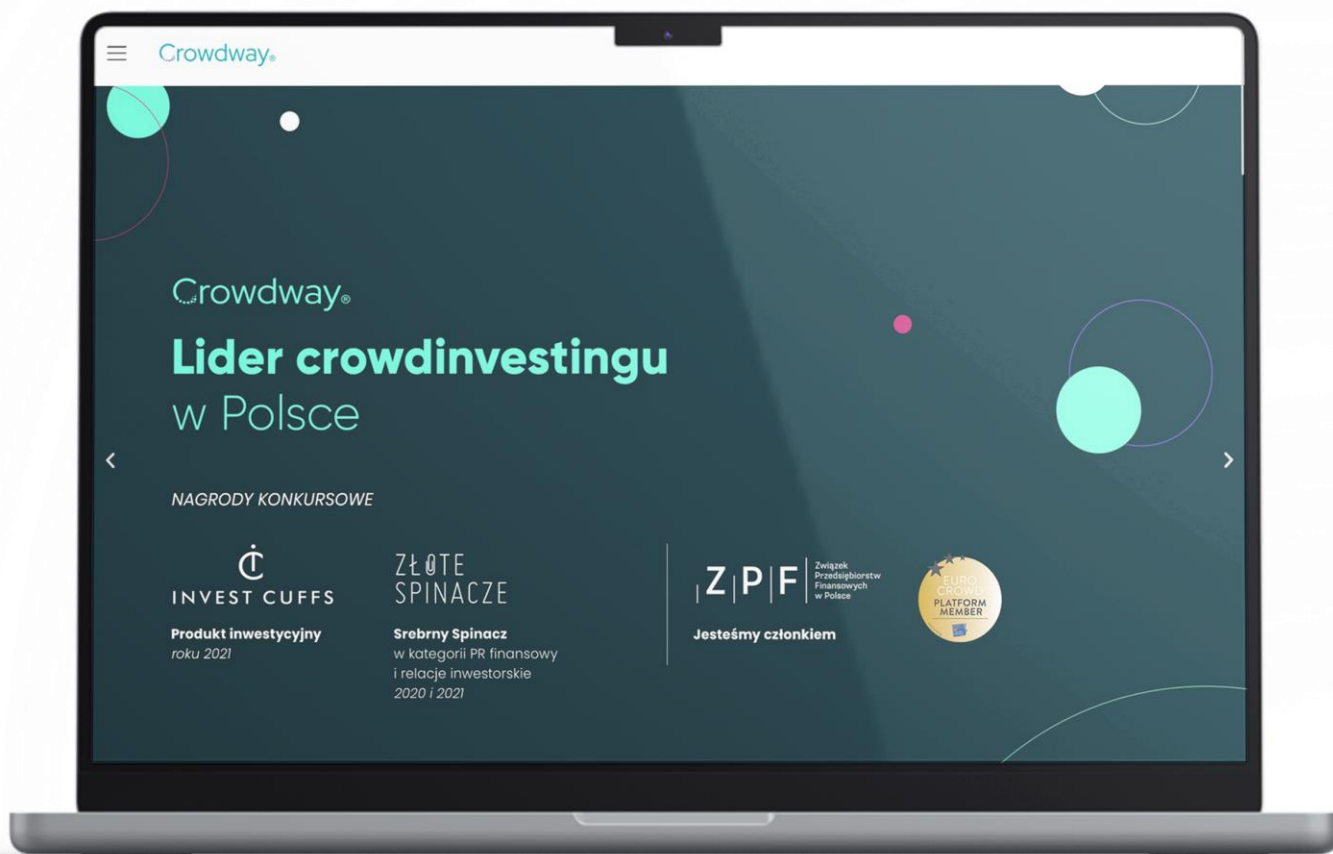 Crowdway®
Crowdway®
Lider crowdinvestingu
w Polsce
NAGRODY KONKURSOWE
INVEST CUFFS
Produkt inwestycyjny
roku 2021
ZŁOTE
SPINACZE
Srebrny Spinacz
w kategorii PR finansowy
i relacje inwestorskie
2020 i 2021
ZPF
Związek
Przedsiębiorstw
Finansowych
w Polsce
Jesteśmy członkiem
EURO
CROWD
PLATFORM
MEMBER